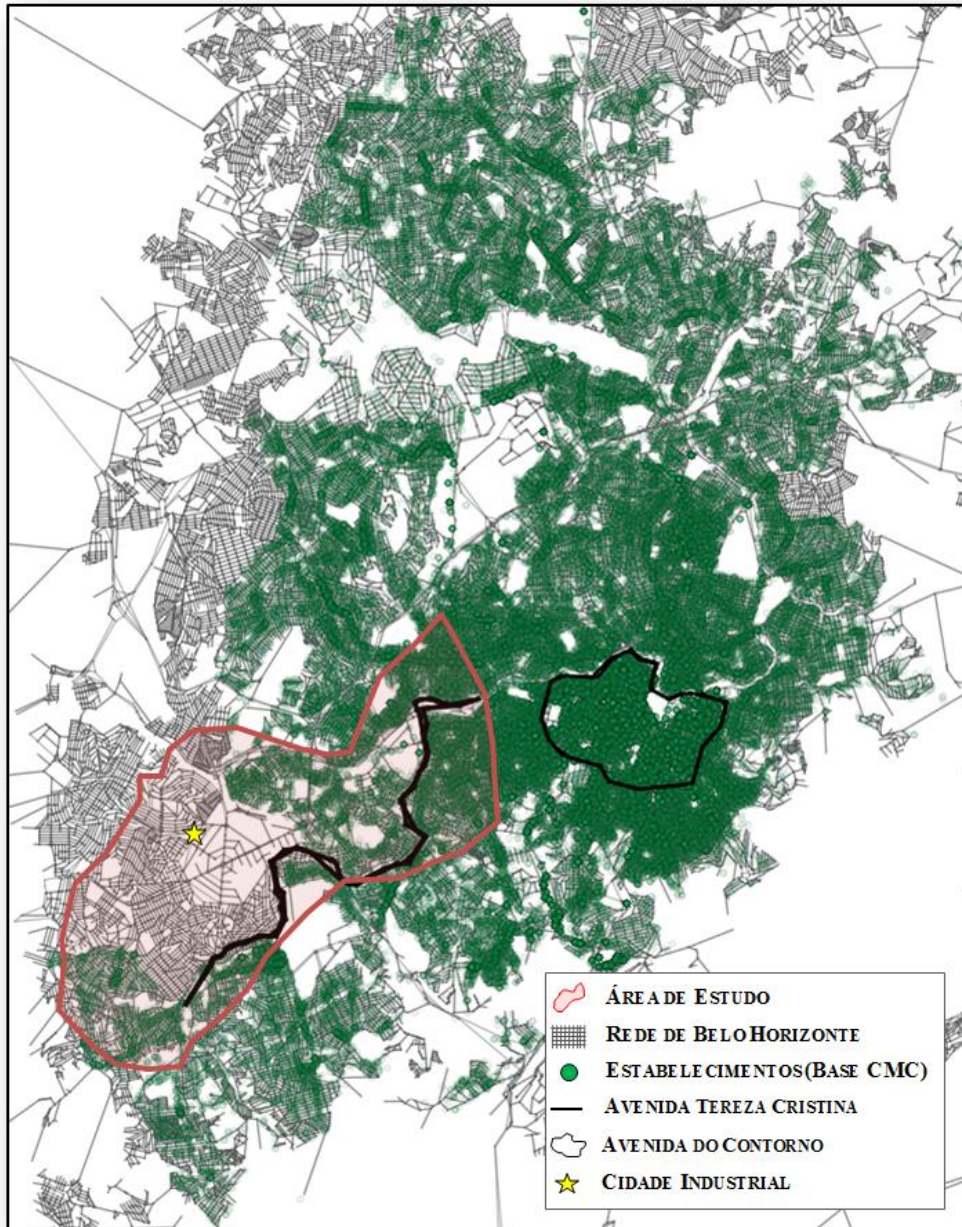 ÁREA DE ESTUDO
REDE DE BELO HORIZONTE
ESTABELECIMENTOS(BASE CMC)
AVENIDA TEREZA CRISTINA
AVENIDA DO CONTORNO
CIDADE INDUSTRIAL